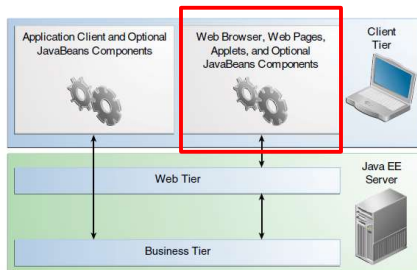 Application Client and Optional
JavaBeans Components
Web Browser, Web Pages,
Applets, and Optional
JavaBeans Components
Client
Tier
Web Tier
Java EE
Server
Business Tier